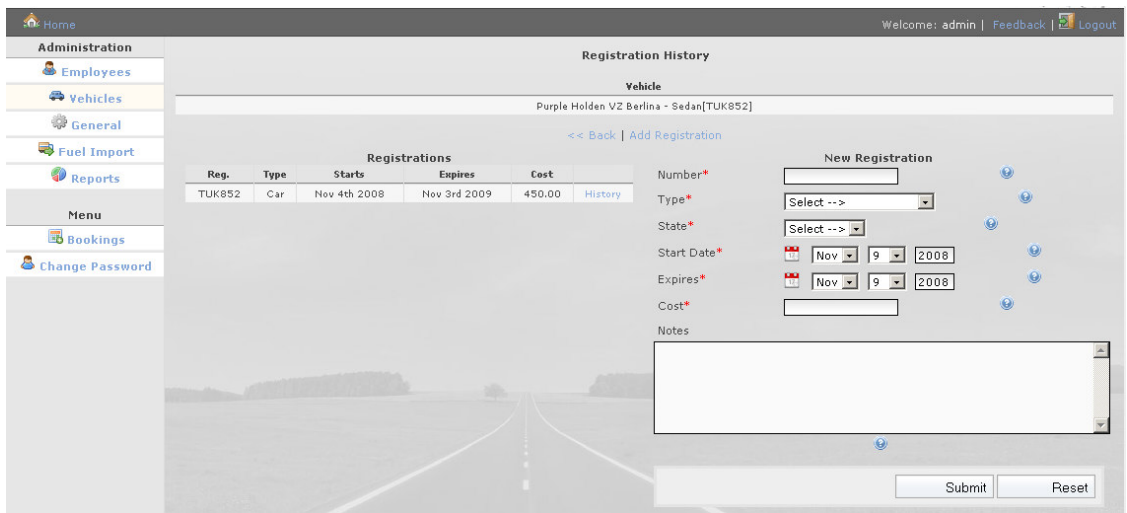 Home
Welcome: admin | Feedback | Logout
Administration
Employees
Vehicles
General
Fuel Import
Reports
Menu
Bookings
Change Password
Registration History
Vehicle
Purple Holden VZ Berlina - Sedan[TUK852]
<< Back | Add Registration
Registrations
Reg. Type Starts Expires Cost
TUK852 Car Nov 4th 2008 Nov 3rd 2009 450.00 History
New Registration
Number*
Type* Select -->
State* Select -->
Start Date* 12 Nov 9 2008
Expires* 12 Nov 9 2008
Cost*
Notes
Submit Reset